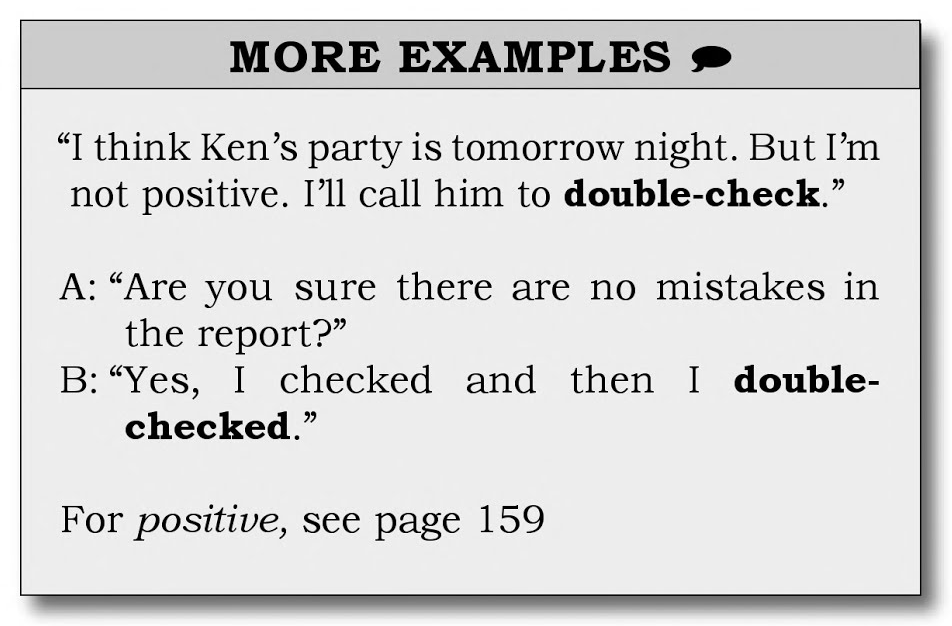 MORE EXAMPLES
“I think Ken’s party is tomorrow night. But I’m
not positive. I’ll call him to double-check.”
A: “Are you sure there are no mistakes in
the report?”
B: “Yes, I checked and then I double-
checked.”
For positive, see page 159